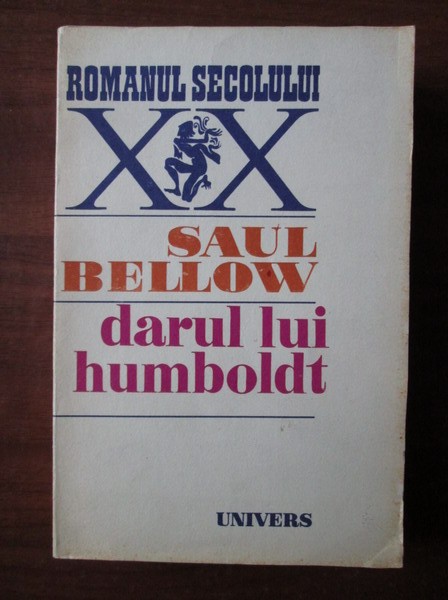 ROMANUL SECOLULUI
XX
SAUL
BELLOW
darul lui
humboldt
UNIVERS